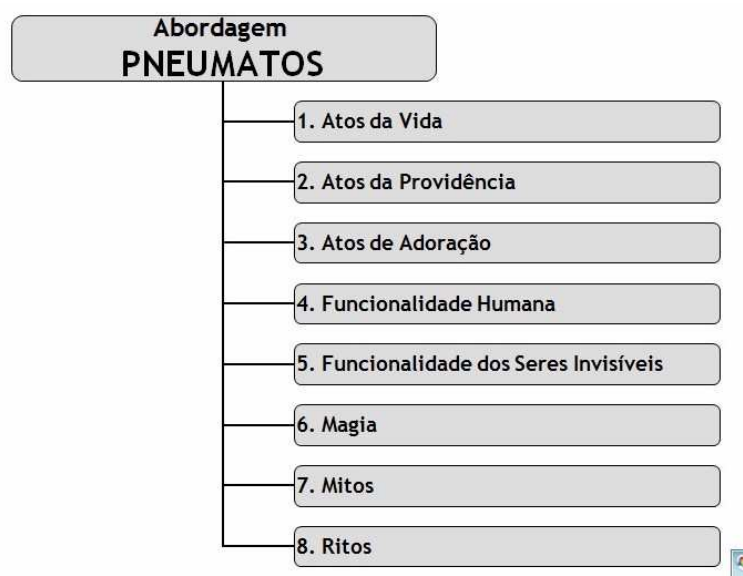 Abordagem
PNEUMATOS
1. Atos da Vida
2. Atos da Providência
3. Atos de Adoração
4. Funcionalidade Humana
5. Funcionalidade dos Seres Invisíveis
6. Magia
7. Mitos
8. Ritos